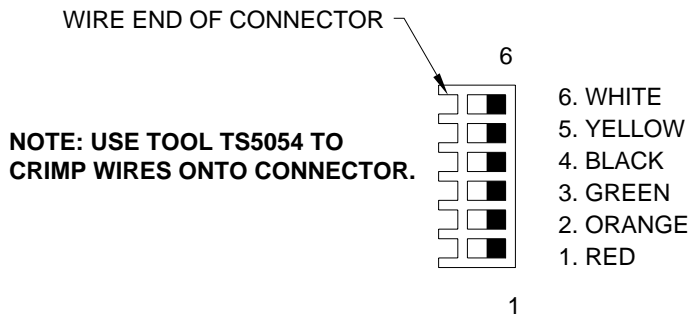 WIRE END OF CONNECTOR
6
NOTE: USE TOOL TS5054 TO
CRIMP WIRES ONTO CONNECTOR.
6. WHITE
5. YELLOW
4. BLACK
3. GREEN
2. ORANGE
1. RED
1